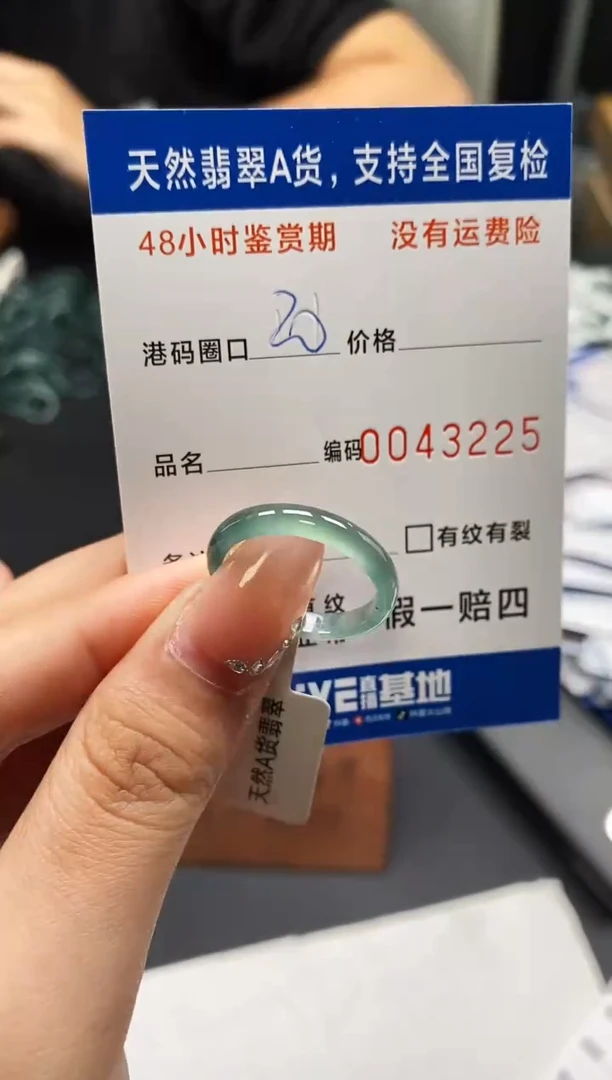 天然翡翠A货，支持全国复检
48小时鉴赏期 没有运费险
港码圈口 20 价格
品名 编码0043225
□有纹有裂
假一赔四
直播基地
天然A货翡翠